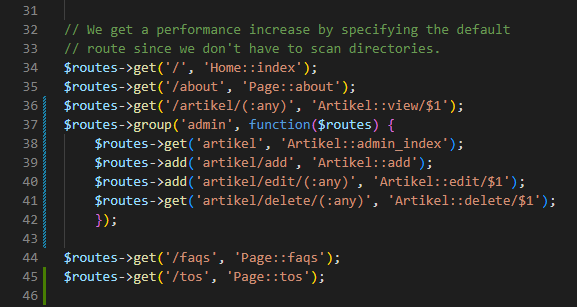 31
32 // We get a performance increase by specifying the default
33 // route since we don't have to scan directories.
34 $routes->get('/', 'Home::index');
35 $routes->get('/about', 'Page::about');
36 $routes->get('/artikel/(:any)', 'Artikel::view/$1');
37 $routes->group('admin', function($routes) {
38     $routes->get('artikel', 'Artikel::admin_index');
39     $routes->add('artikel/add', 'Artikel::add');
40     $routes->add('artikel/edit/(:any)', 'Artikel::edit/$1');
41     $routes->get('artikel/delete/(:any)', 'Artikel::delete/$1');
42     });
43
44 $routes->get('/faqs', 'Page::faqs');
45 $routes->get('/tos', 'Page::tos');
46